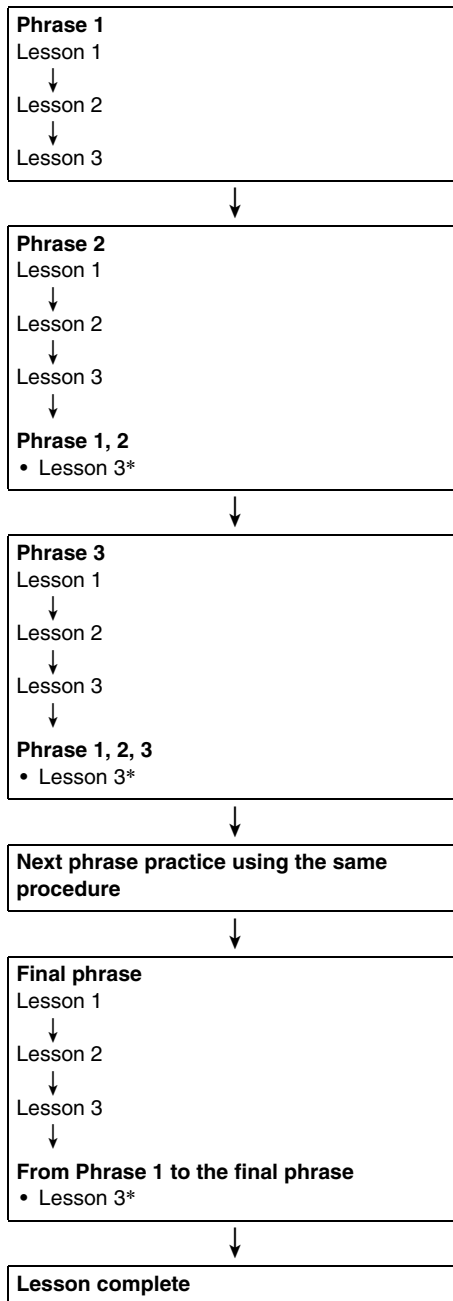 Phrase 1
Lesson 1
Lesson 2
Lesson 3
Phrase 2
Lesson 1
Lesson 2
Lesson 3
Phrase 1, 2
• Lesson 3*
Phrase 3
Lesson 1
Lesson 2
Lesson 3
Phrase 1, 2, 3
• Lesson 3*
Next phrase practice using the same
procedure
Final phrase
Lesson 1
Lesson 2
Lesson 3
From Phrase 1 to the final phrase
• Lesson 3*
Lesson complete